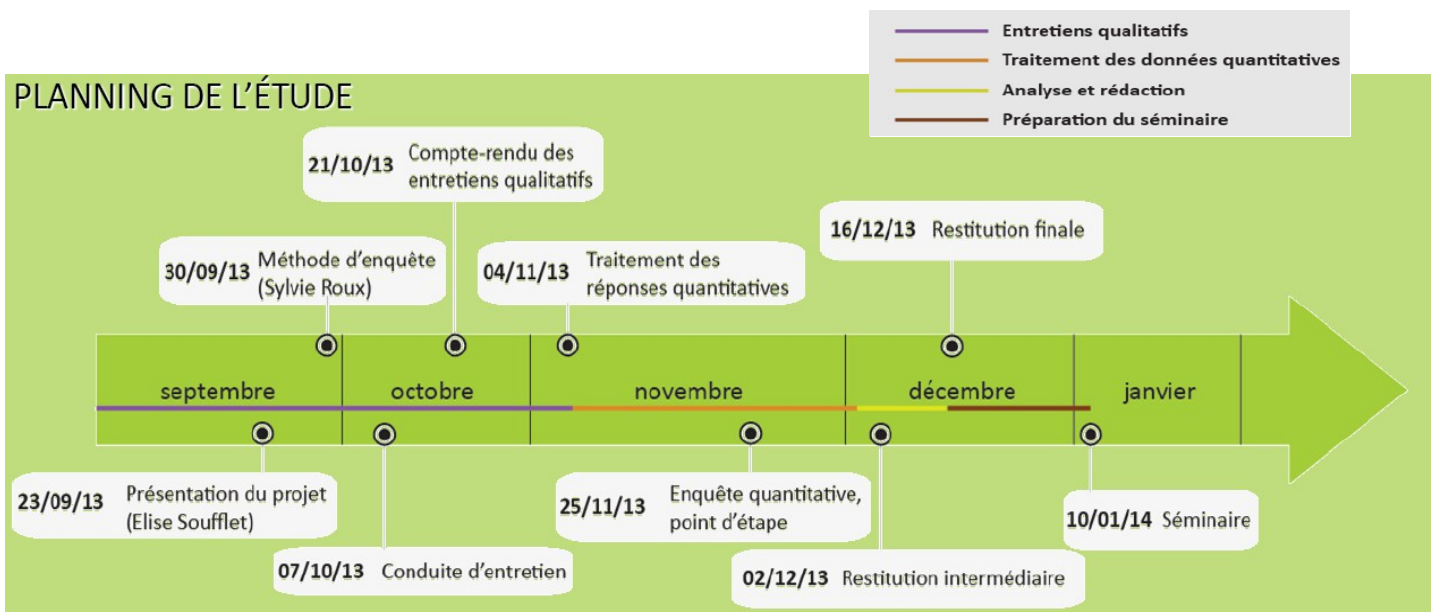 Entretiens qualitatifs
Traitement des données quantitatives
Analyse et rédaction
Préparation du séminaire
PLANNING DE L'ÉTUDE
21/10/13 Compte-rendu des
entretiens qualitatifs
16/12/13 Restitution finale
30/09/13 Méthode d'enquête
(Sylvie Roux)
04/11/13 Traitement des
réponses quantitatives
septembre
octobre
novembre
décembre
janvier
23/09/13 Présentation du projet
(Elise Soufflet)
25/11/13 Enquête quantitative,
point d'étape
10/01/14 Séminaire
07/10/13 Conduite d'entretien
02/12/13 Restitution intermédiaire